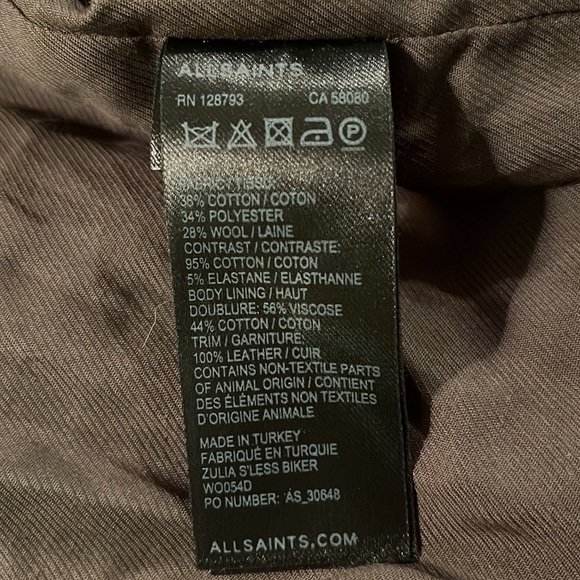 ALLSAINTS
RN 128793 CA 58080
P
FABRIC / TISSU
38% COTTON / COTON
34% POLYESTER
28% WOOL / LAINE
CONTRAST / CONTRASTE:
95% COTTON / COTON
5% ELASTANE / ELASTHANNE
BODY LINING / HAUT
DOUBLURE: 56% VISCOSE
44% COTTON / COTON
TRIM / GARNITURE:
100% LEATHER / CUIR
CONTAINS NON-TEXTILE PARTS
OF ANIMAL ORIGIN / CONTIENT
DES ÉLÉMENTS NON TEXTILES
D'ORIGINE ANIMALE
MADE IN TURKEY
FABRIQUÉ EN TURQUIE
ZULIA S'LESS BIKER
WO054D
PO NUMBER: AS_30648
ALLSAINTS.COM